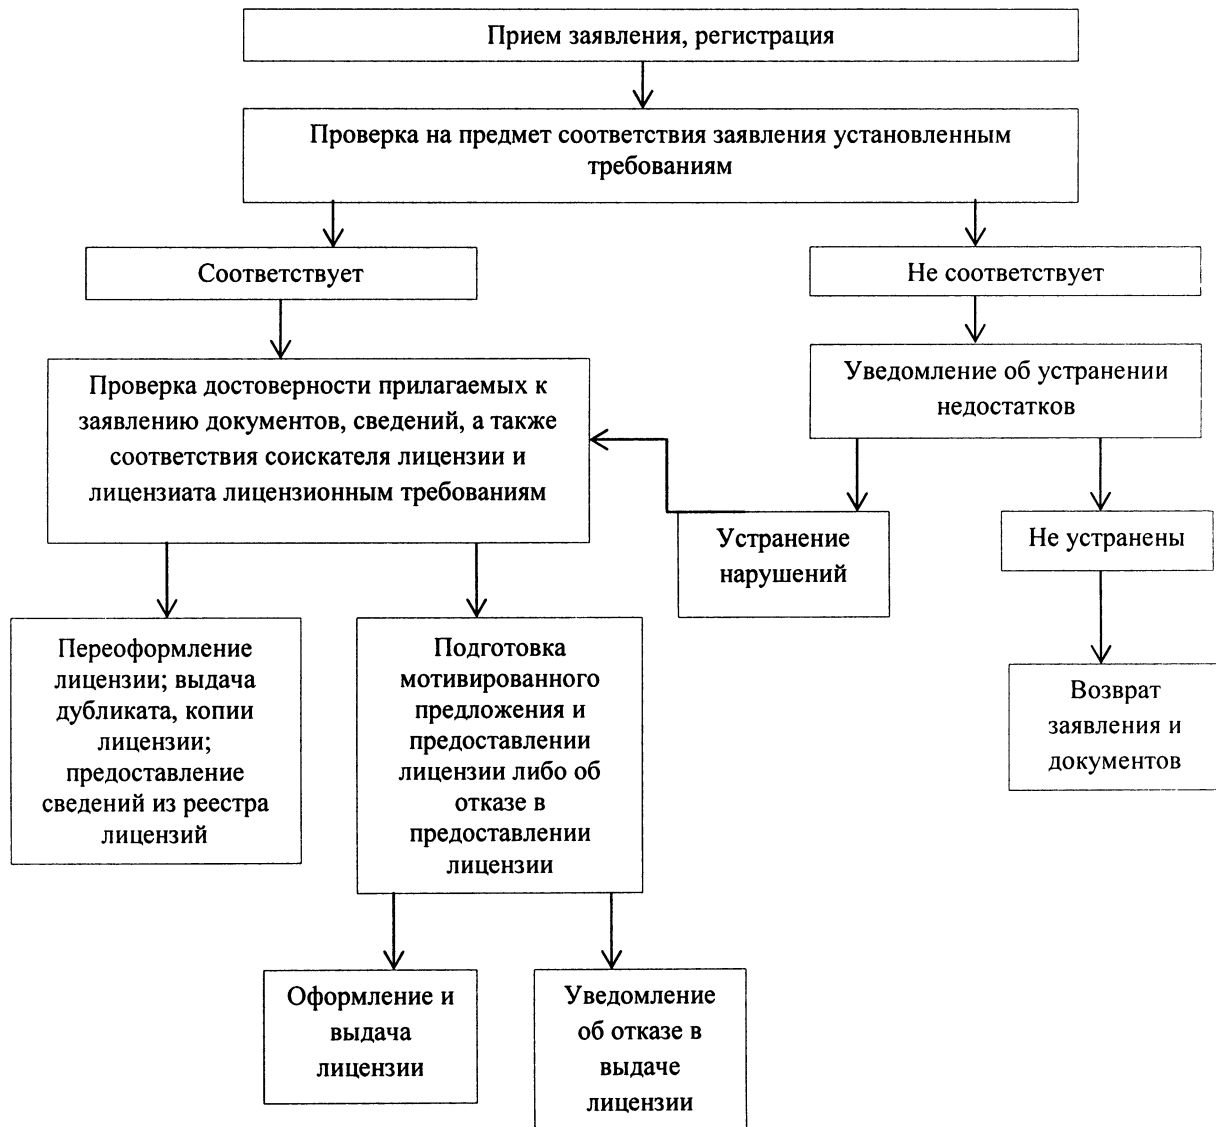 Прием заявления, регистрация
Проверка на предмет соответствия заявления установленным
требованиям
Соответствует
Не соответствует
Проверка достоверности прилагаемых к
заявлению документов, сведений, а также
соответствия соискателя лицензии и
лицензиата лицензионным требованиям
Уведомление об устранении
недостатков
Устранение
нарушений
Не устранены
Переоформление
лицензии; выдача
дубликата, копии
лицензии;
предоставление
сведений из реестра
лицензий
Подготовка
мотивированного
предложения и
предоставлении
лицензии либо об
отказе в
предоставлении
лицензии
Возврат
заявления и
документов
Оформление и
выдача
лицензии
Уведомление
об отказе в
выдаче
лицензии